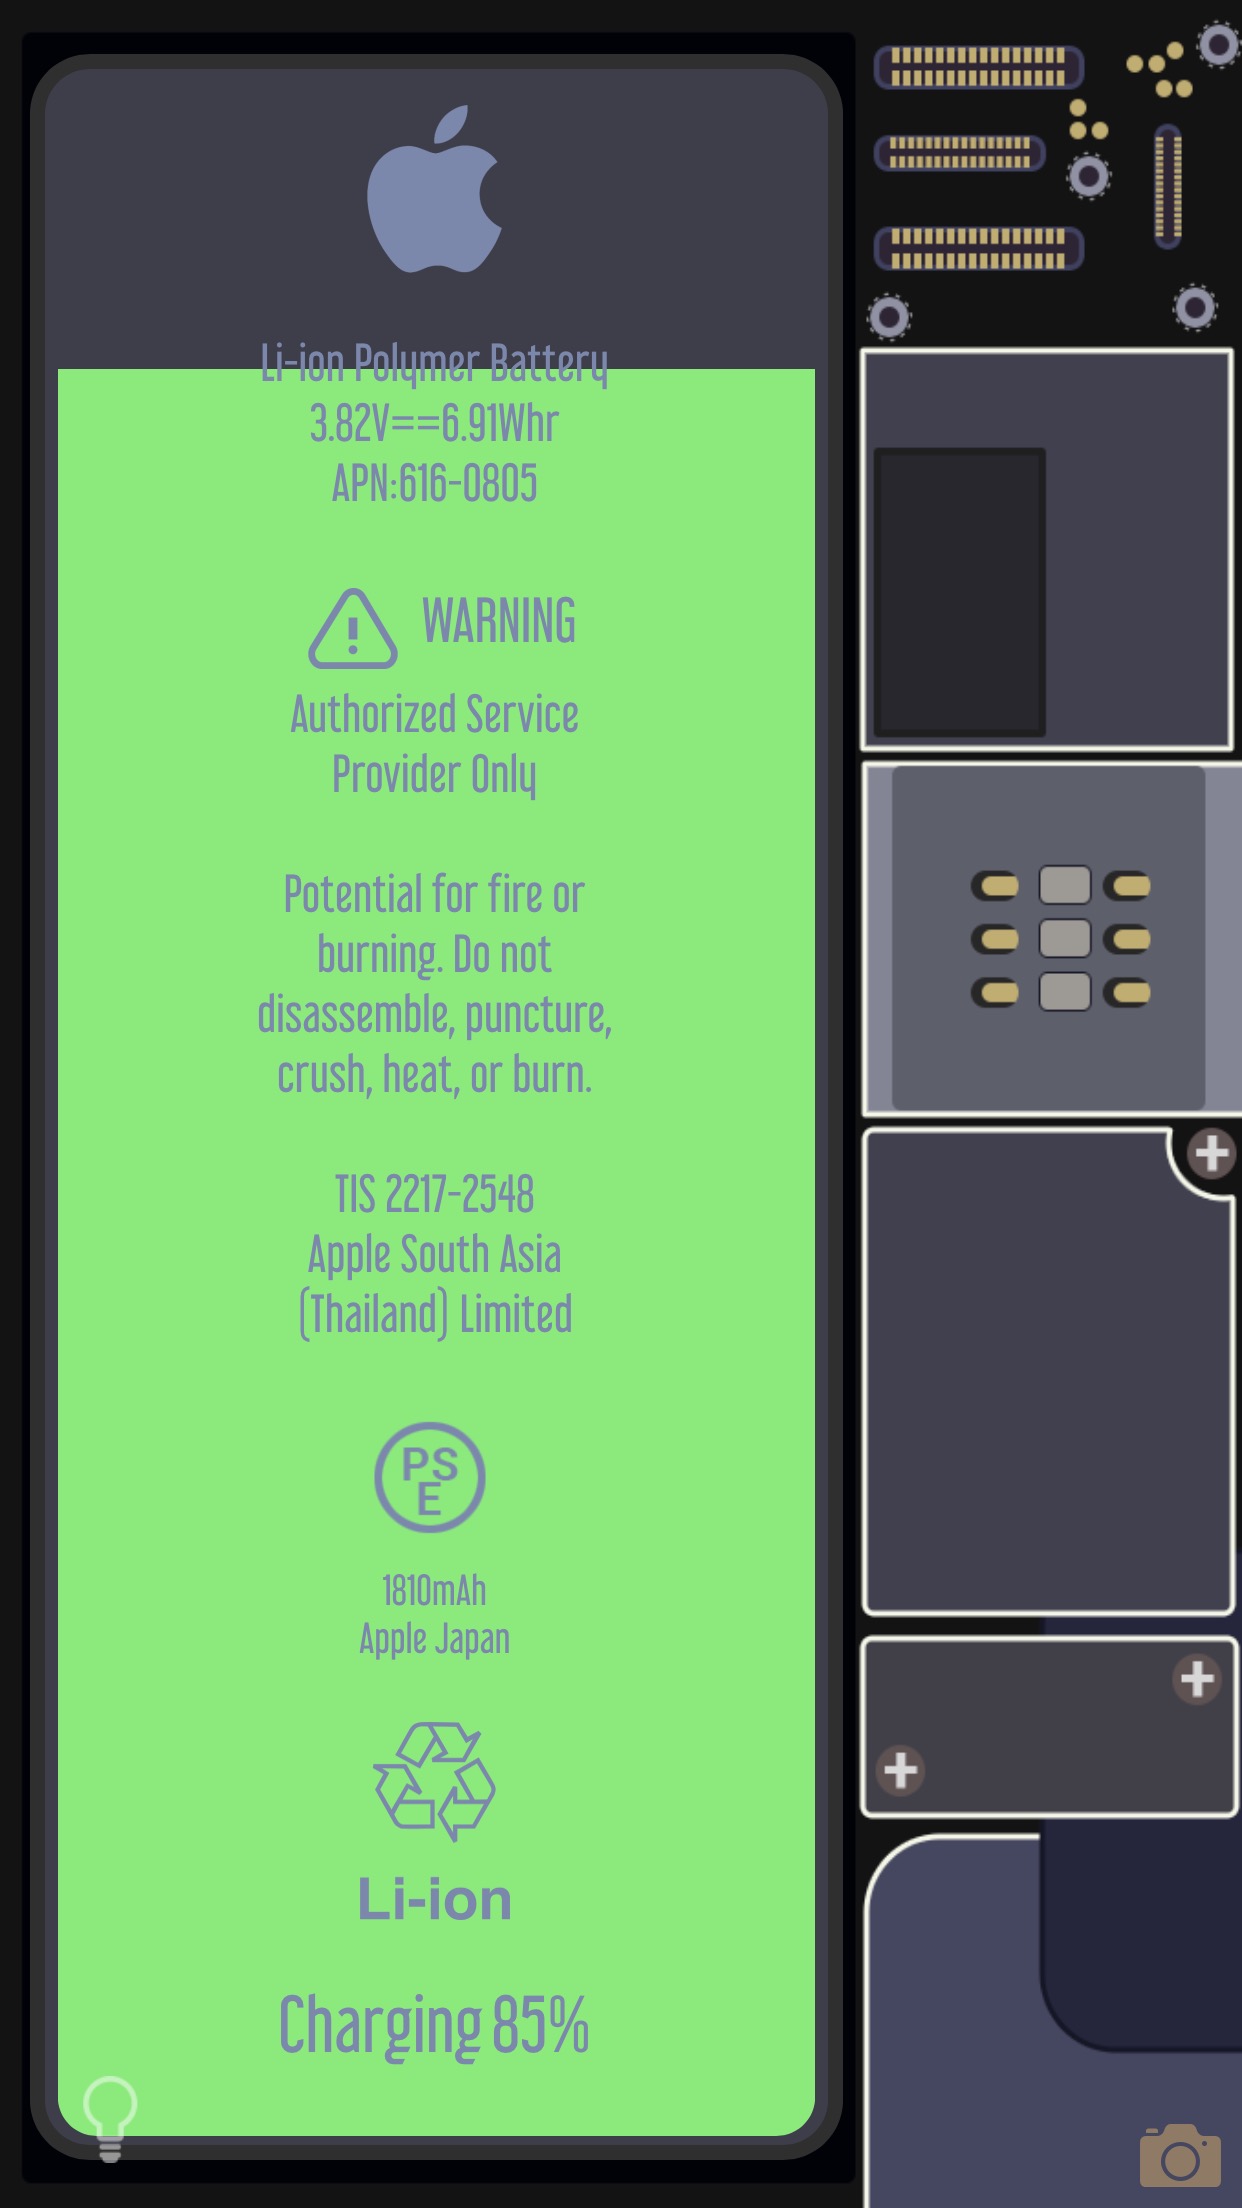 Li-ion Polymer Battery
3.82V==6.91Whr
APN:616-0805
WARNING
Authorized Service
Provider Only
Potential for fire or
burning. Do not
disassemble, puncture,
crush, heat, or burn.
TIS 2217-2548
Apple South Asia
(Thailand) Limited
PS
E
1810mAh
Apple Japan
Li-ion
Charging 85%